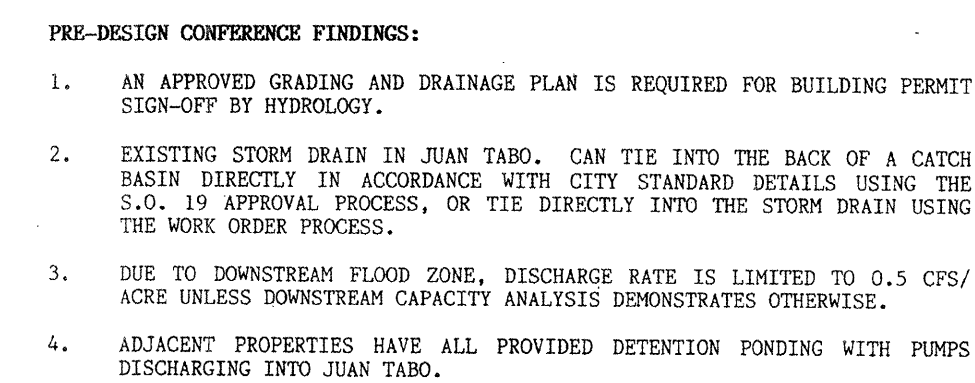 PRE-DESIGN CONFERENCE FINDINGS:
1. AN APPROVED GRADING AND DRAINAGE PLAN IS REQUIRED FOR BUILDING PERMIT
SIGN-OFF BY HYDROLOGY.
2. EXISTING STORM DRAIN IN JUAN TABO. CAN TIE INTO THE BACK OF A CATCH
BASIN DIRECTLY IN ACCORDANCE WITH CITY STANDARD DETAILS USING THE
S.O. 19 APPROVAL PROCESS, OR TIE DIRECTLY INTO THE STORM DRAIN USING
THE WORK ORDER PROCESS.
3. DUE TO DOWNSTREAM FLOOD ZONE, DISCHARGE RATE IS LIMITED TO 0.5 CFS/
ACRE UNLESS DOWNSTREAM CAPACITY ANALYSIS DEMONSTRATES OTHERWISE.
4. ADJACENT PROPERTIES HAVE ALL PROVIDED DETENTION PONDING WITH PUMPS
DISCHARGING INTO JUAN TABO.